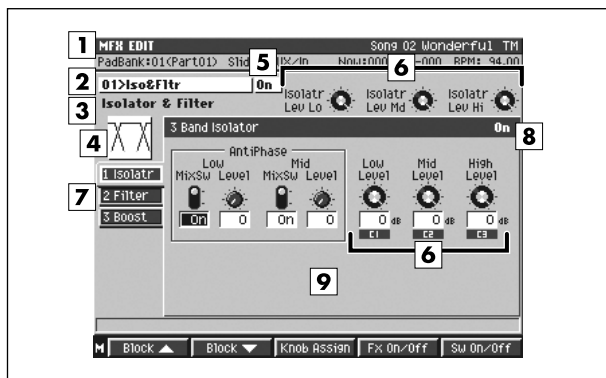 1 MFX EDIT Song 02 Wonderful TM
PadBank:01(Part01) Slid 5 X/In Now:000 -000 BPM: 94.00
2 01>Iso&Fltr On 6
3 Isolator & Filter
Isolatr Lev Lo Isolatr Lev Md Isolatr Lev Hi
4
3 Band Isolator On 8
AntiPhase
Low Mid Low Mid High
MixSw Level MixSw Level Level Level Level
1 Isolatr
7 2 Filter
3 Boost
On 0 On 0 0 dB 0 dB 0 dB
C1 C2 C3
6
9
M Block ▲ Block ▼ Knob Assign FX On/Off SW On/Off